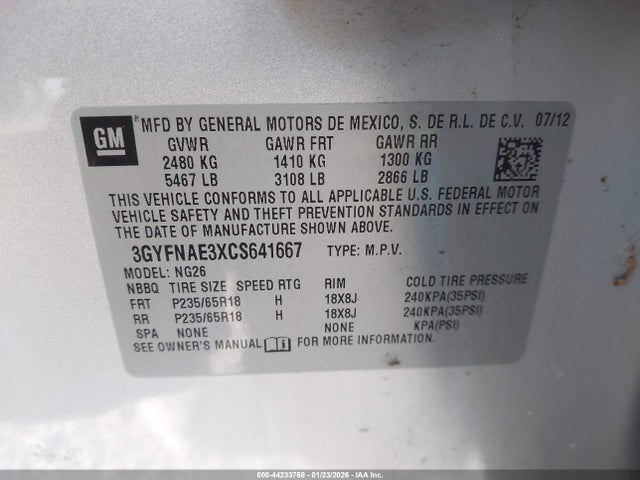 GM
® MFD BY GENERAL MOTORS DE MEXICO, S. DE R.L. DE C.V. 07/12
GVWR GAWR FRT GAWR RR
2480 KG 1410 KG 1300 KG
5467 LB 3108 LB 2866 LB
THIS VEHICLE CONFORMS TO ALL APPLICABLE U.S. FEDERAL MOTOR
VEHICLE SAFETY AND THEFT PREVENTION STANDARDS IN EFFECT ON
THE DATE OF MANUFACTURE SHOWN ABOVE.
3GYFNAE3XCS641667 TYPE: M.P.V.
MODEL: NG26
NBBQ TIRE SIZE SPEED RTG RIM COLD TIRE PRESSURE
FRT P235/65R18 H 18X8J 240KPA(35PSI)
RR P235/65R18 H 18X8J 240KPA(35PSI)
SPA NONE NONE KPA(PSI)
SEE OWNER'S MANUAL FOR MORE INFORMATION.
000-44233768 - 01/23/2026 - IAA Inc.